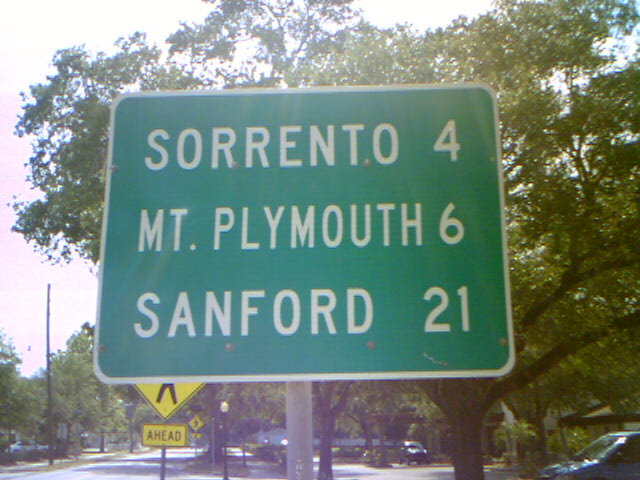 SORRENTO 4
MT. PLYMOUTH 6
SANFORD 21
AHEAD